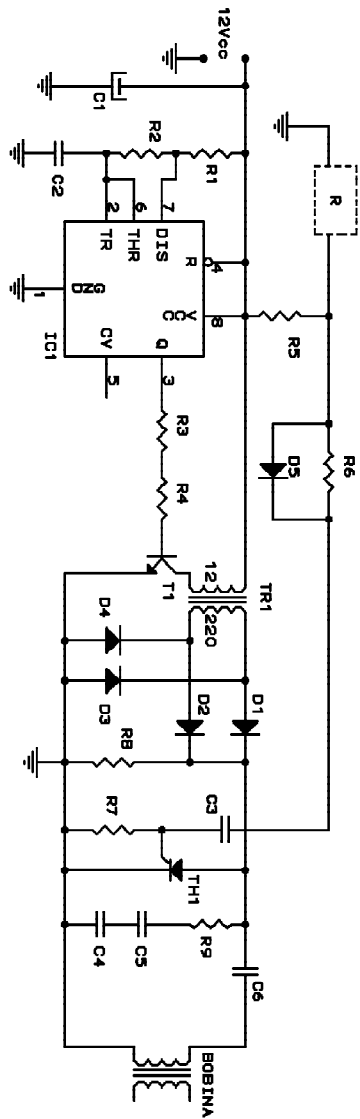 12Vcc
C1
R
R2
R1
C2
2
6
7
TR
THR
DIS
R
4
1
GND
VCC
8
R5
IC1
CV
Q
5
3
R3
R4
R6
D5
T1
12
220
TR1
D4
D3
D2
D1
R8
R7
C3
TH1
C4
C5
R9
C6
BOBINA